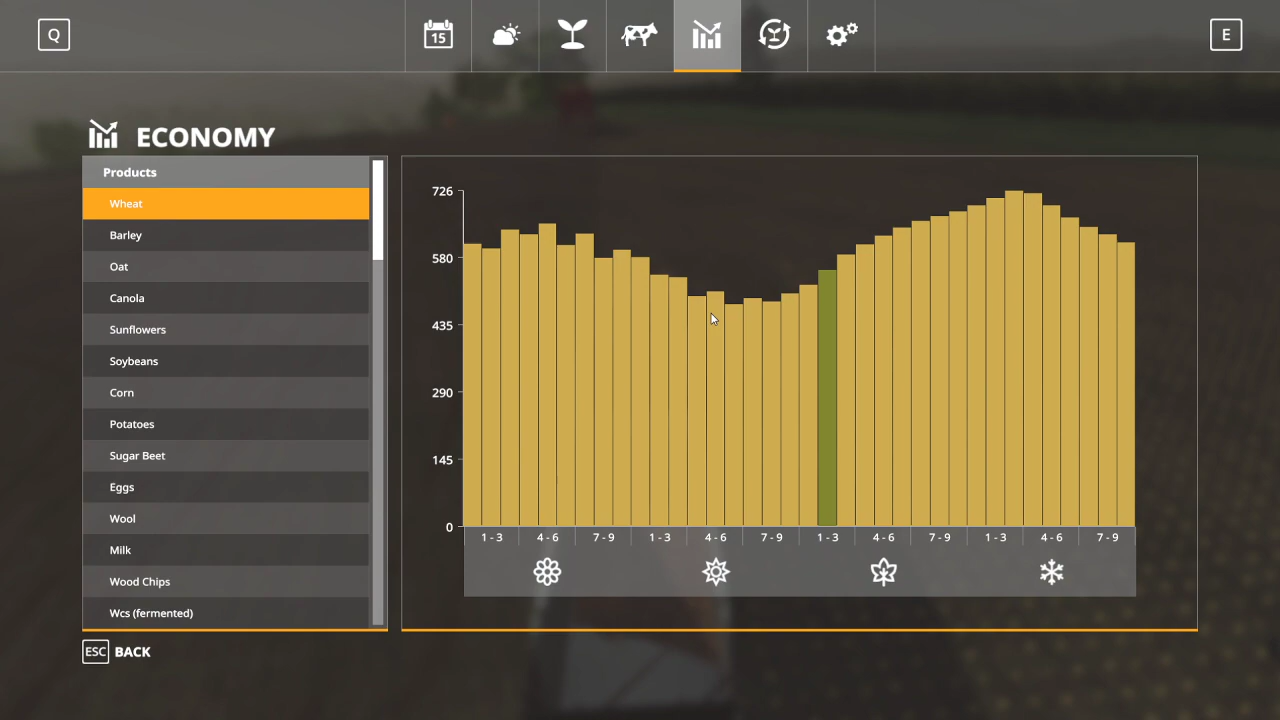 Q
15
E
ECONOMY
Products
Wheat
Barley
Oat
Canola
Sunflowers
Soybeans
Corn
Potatoes
Sugar Beet
Eggs
Wool
Milk
Wood Chips
Wcs (fermented)
726
580
435
290
145
0
1 - 3 4 - 6 7 - 9 1 - 3 4 - 6 7 - 9 1 - 3 4 - 6 7 - 9 1 - 3 4 - 6 7 - 9
ESC BACK